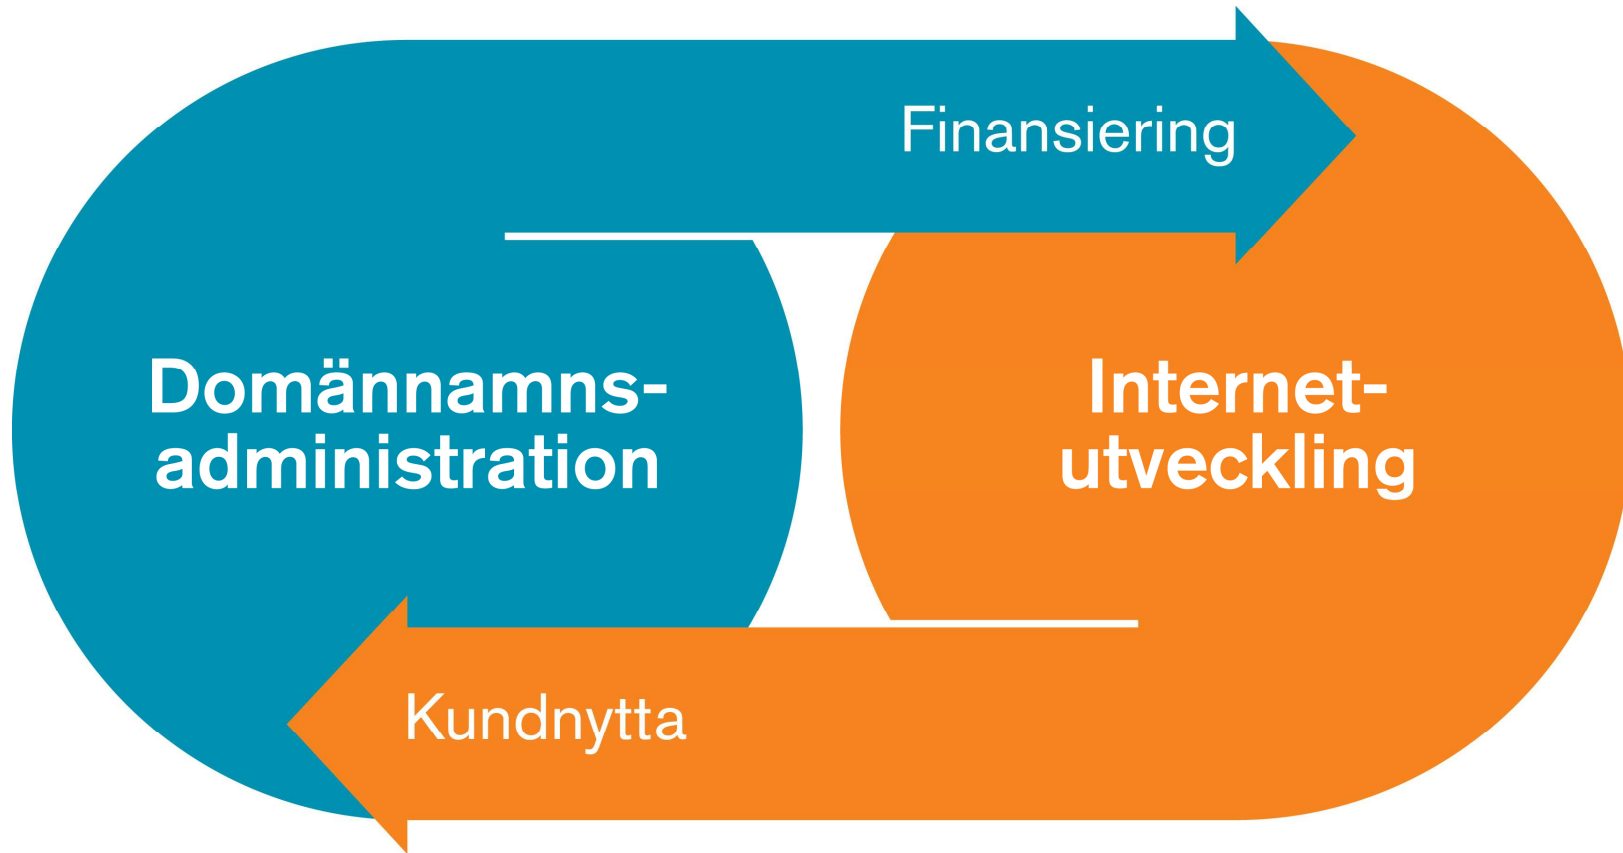 Finansiering
Domännamns-
administration
Internet-
utveckling
Kundnytta